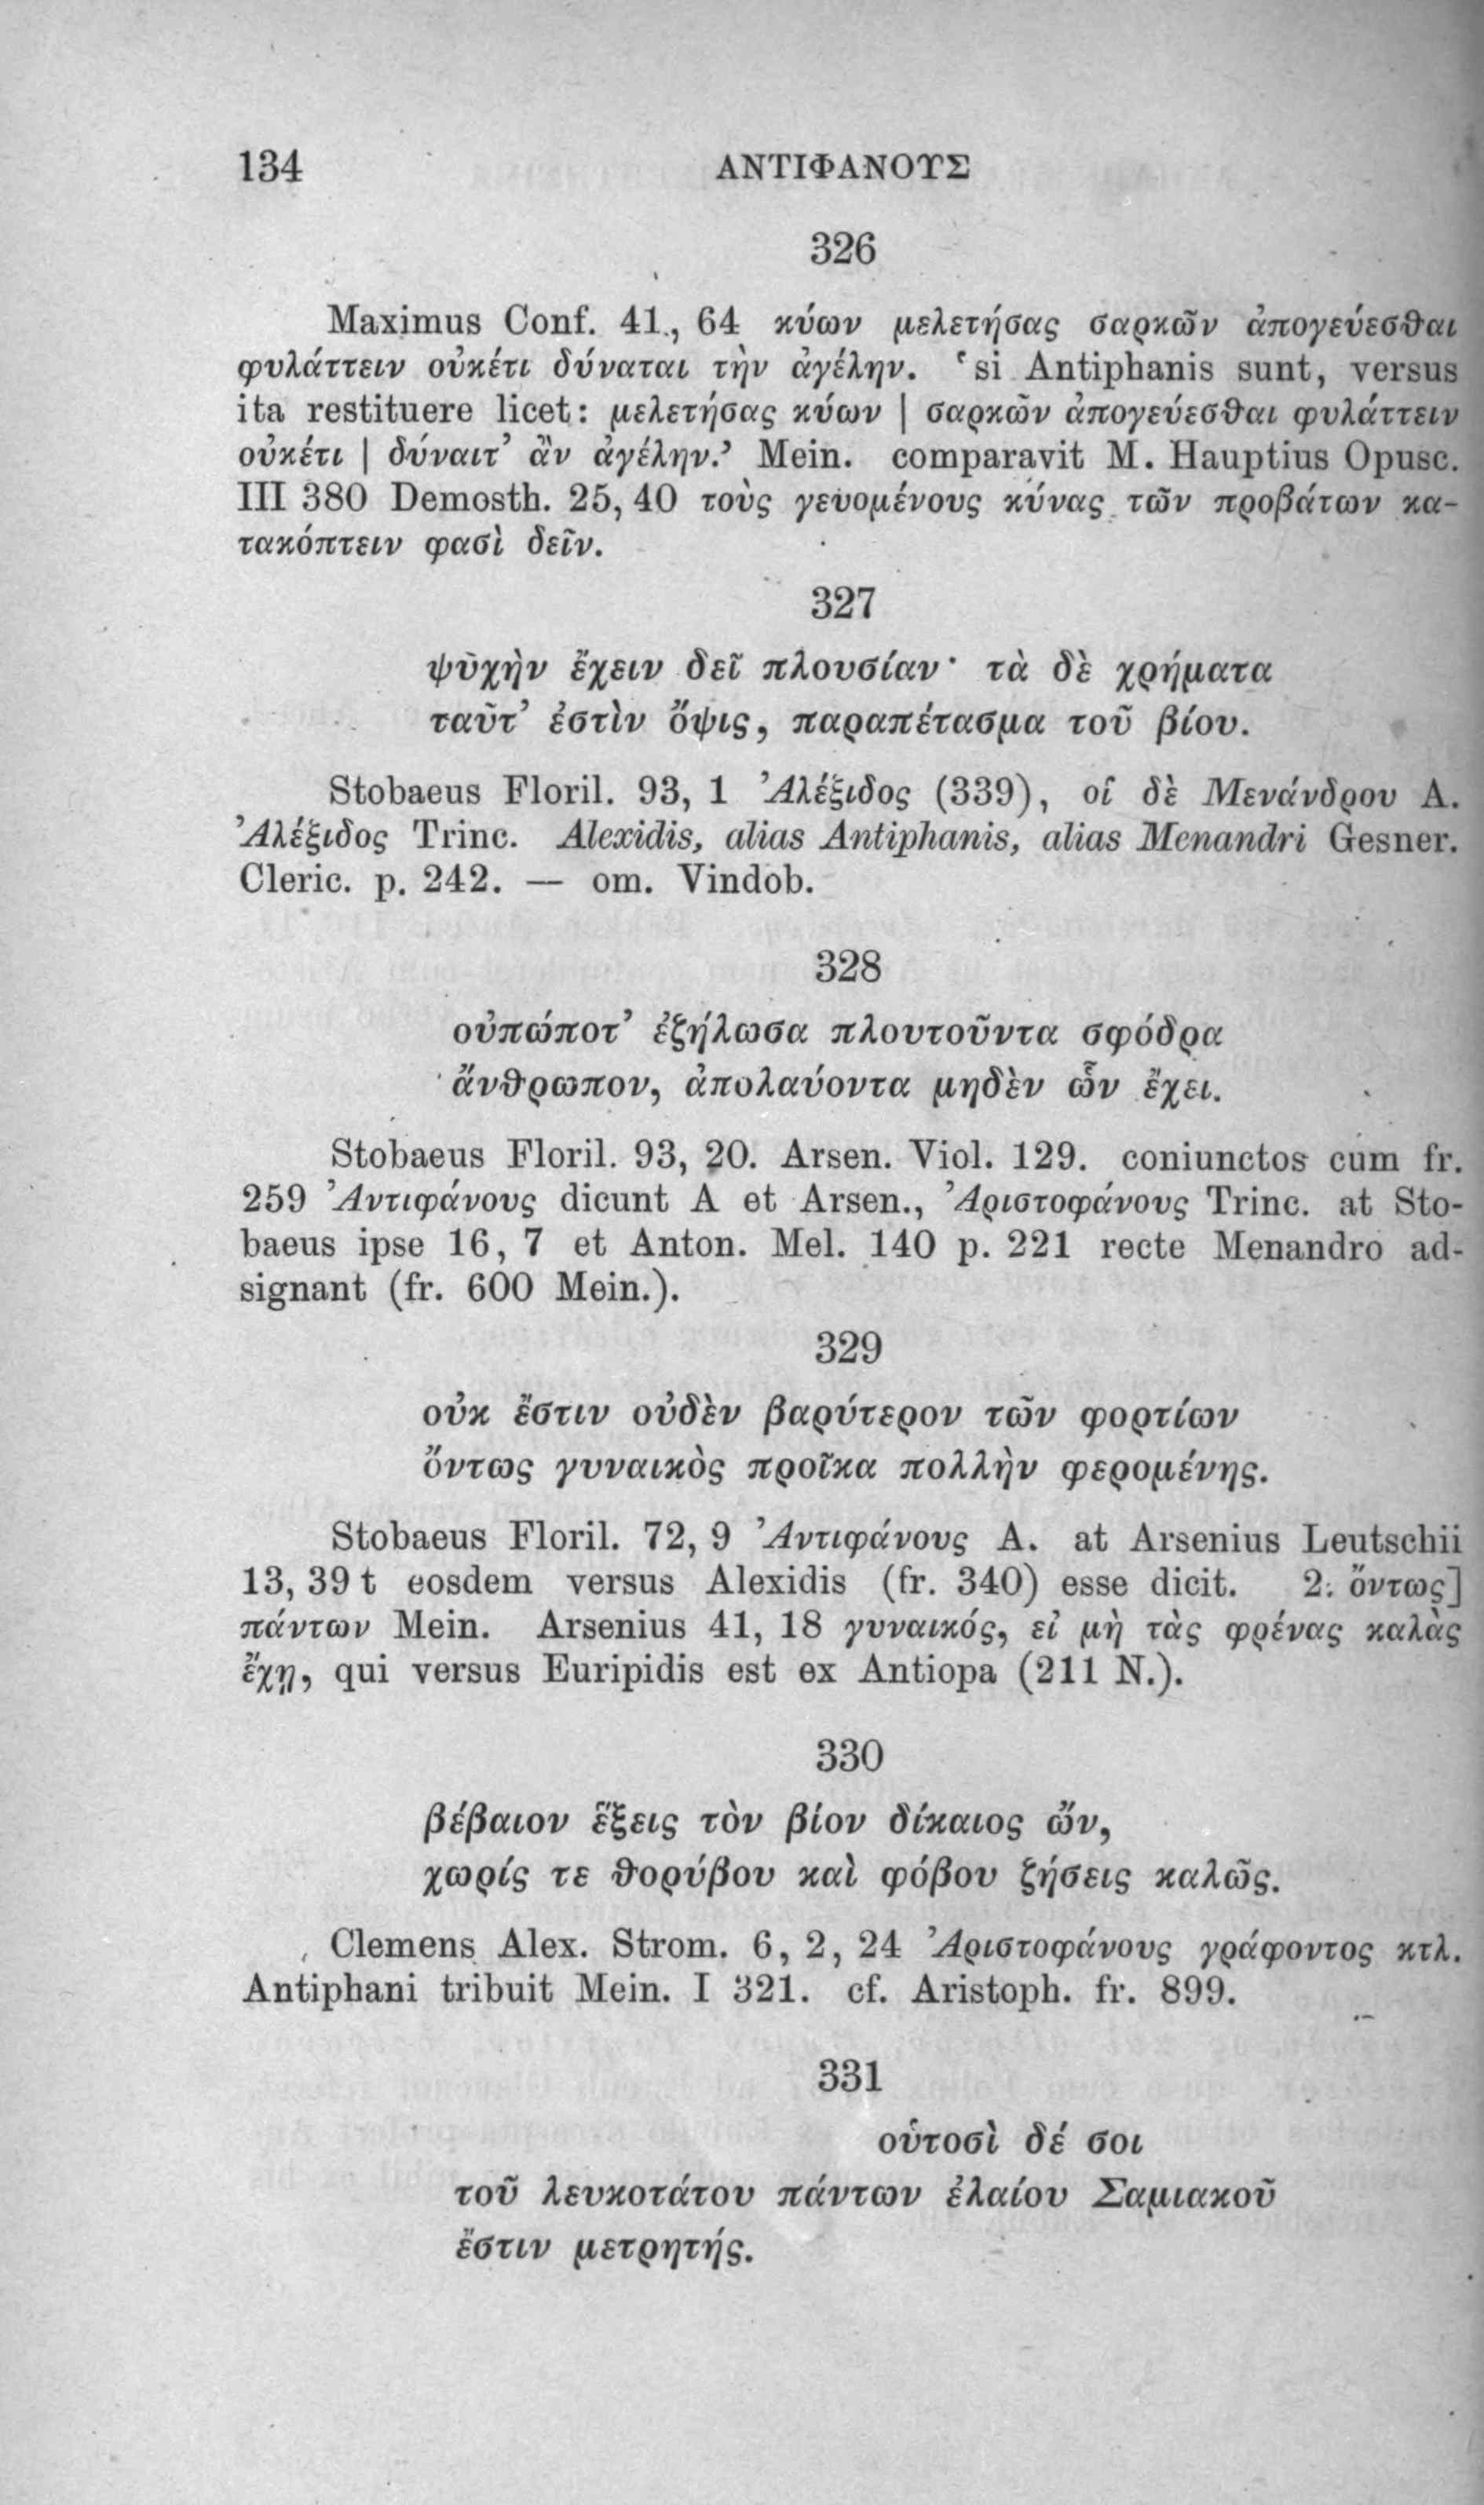 134 ΑΝΤΙΦΑΝΟΥΣ
326
Maximus Conf. 41, 64 κύων μελετήσας σαρκῶν ἀπογεύεσθαι
φυλάττειν οὐκέτι δύναται τὴν ἀγέλην. ‘si Antiphanis sunt, versus
ita restituere licet: μελετήσας κύων | σαρκῶν ἀπογεύεσθαι φυλάττειν
οὐκέτι | δύναιτ’ ἂν ἀγέλην.’ Mein. comparavit M. Hauptius Opusc.
III 380 Demosth. 25, 40 τοὺς γευομένους κύνας τῶν προβάτων κα-
τακόπτειν φασὶ δεῖν.
327
ψυχὴν ἔχειν δεῖ πλουσίαν· τὰ δὲ χρήματα
ταῦτ’ ἐστὶν ὄψις, παραπέτασμα τοῦ βίου.
Stobaeus Floril. 93, 1 Ἀλέξιδος (339), οἱ δὲ Μενάνδρου A.
Ἀλέξιδος Trinc. Alexidis, alias Antiphanis, alias Menandri Gesner.
Cleric. p. 242. — om. Vindob.
328
οὐπώποτ’ ἐζήλωσα πλουτοῦντα σφόδρα
ἄνθρωπον, ἀπολαύοντα μηδὲν ὧν ἔχει.
Stobaeus Floril. 93, 20. Arsen. Viol. 129. coniunctos cum fr.
259 Ἀντιφάνους dicunt A et Arsen., Ἀριστοφάνους Trinc. at Sto-
baeus ipse 16, 7 et Anton. Mel. 140 p. 221 recte Menandro ad-
signant (fr. 600 Mein.).
329
οὐκ ἔστιν οὐδὲν βαρύτερον τῶν φορτίων
ὄντως γυναικὸς προῖκα πολλὴν φερομένης.
Stobaeus Floril. 72, 9 Ἀντιφάνους A. at Arsenius Leutschii
13, 39 t eosdem versus Alexidis (fr. 340) esse dicit. 2. ὄντως]
πάντων Mein. Arsenius 41, 18 γυναικός, εἰ μὴ τὰς φρένας καλὰς
ἔχῃ, qui versus Euripidis est ex Antiopa (211 N.).
330
βέβαιον ἕξεις τὸν βίον δίκαιος ὤν,
χωρίς τε θορύβου καὶ φόβου ζήσεις καλῶς.
Clemens Alex. Strom. 6, 2, 24 Ἀριστοφάνους γράφοντος κτλ.
Antiphani tribuit Mein. I 321. cf. Aristoph. fr. 899.
331
οὑτοσὶ δέ σοι
τοῦ λευκοτάτου πάντων ἐλαίου Σαμιακοῦ
ἔστιν μετρητής.